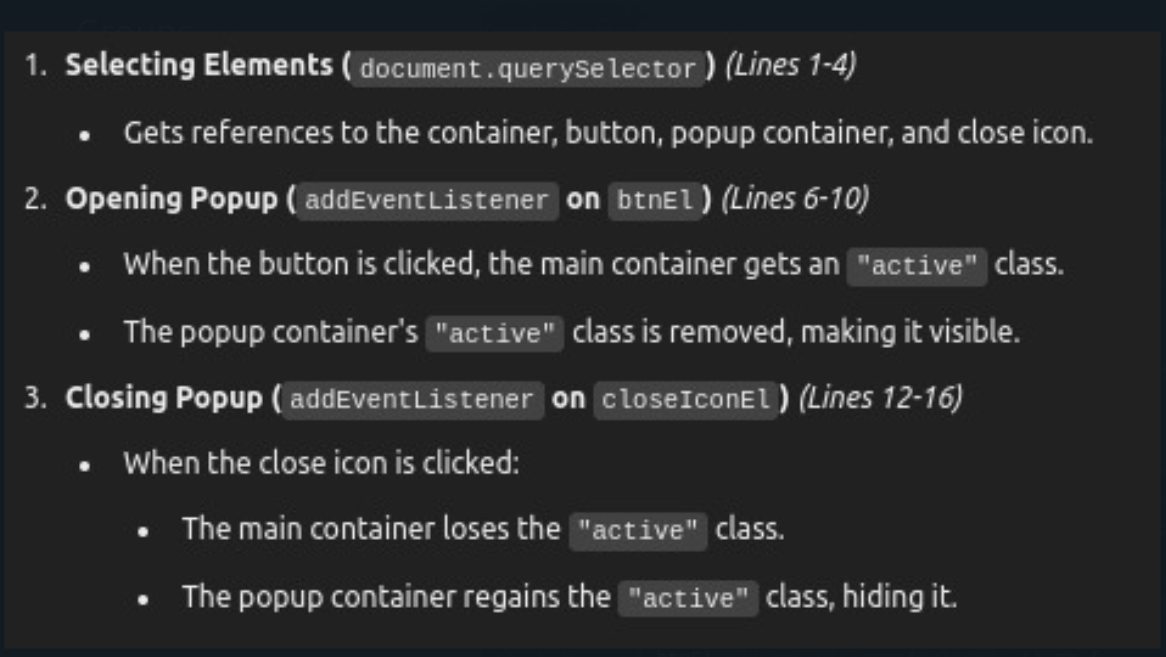 1. Selecting Elements ( document.querySelector ) (Lines 1-4)
• Gets references to the container, button, popup container, and close icon.
2. Opening Popup ( addEventListener on btnEl ) (Lines 6-10)
• When the button is clicked, the main container gets an "active" class.
• The popup container's "active" class is removed, making it visible.
3. Closing Popup ( addEventListener on closeIconEl ) (Lines 12-16)
• When the close icon is clicked:
• The main container loses the "active" class.
• The popup container regains the "active" class, hiding it.